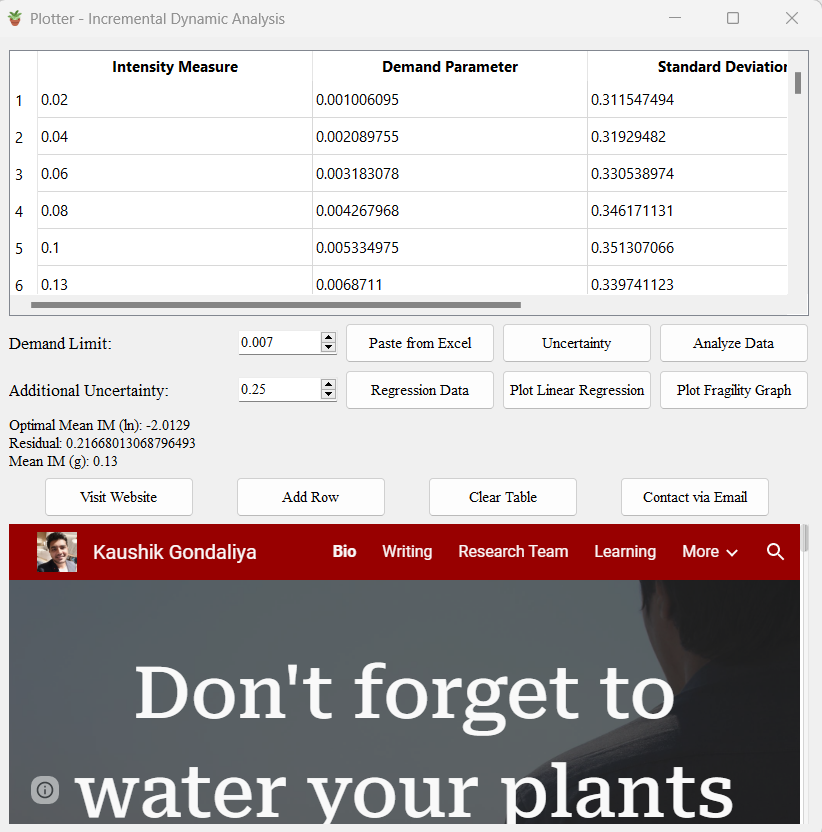 Plotter - Incremental Dynamic Analysis
Intensity Measure Demand Parameter Standard Deviation
1 0.02 0.001006095 0.311547494
2 0.04 0.002089755 0.31929482
3 0.06 0.003183078 0.330538974
4 0.08 0.004267968 0.346171131
5 0.1 0.005334975 0.351307066
6 0.13 0.0068711 0.339741123
Demand Limit: 0.007 Paste from Excel Uncertainty Analyze Data
Additional Uncertainty: 0.25 Regression Data Plot Linear Regression Plot Fragility Graph
Optimal Mean IM (ln): -2.0129
Residual: 0.21668013068796493
Mean IM (g): 0.13
Visit Website Add Row Clear Table Contact via Email
Kaushik Gondaliya Bio Writing Research Team Learning More
Don't forget to
water your plants